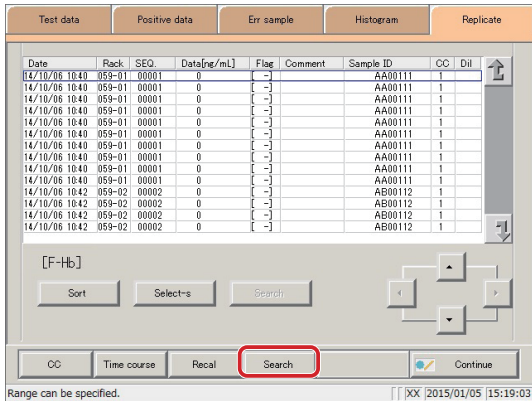 Test data Positive data Err sample Histogram Replicate
Date Rack SEQ. Data[ng/mL] Flag Comment Sample ID CC Dil
14/10/06 10:40 059-01 00001 0 [ -] AA00111 1
14/10/06 10:40 059-01 00001 0 [ -] AA00111 1
14/10/06 10:40 059-01 00001 0 [ -] AA00111 1
14/10/06 10:40 059-01 00001 0 [ -] AA00111 1
14/10/06 10:40 059-01 00001 0 [ -] AA00111 1
14/10/06 10:40 059-01 00001 0 [ -] AA00111 1
14/10/06 10:40 059-01 00001 0 [ -] AA00111 1
14/10/06 10:40 059-01 00001 0 [ -] AA00111 1
14/10/06 10:40 059-01 00001 0 [ -] AA00111 1
14/10/06 10:40 059-01 00001 0 [ -] AA00111 1
14/10/06 10:42 059-02 00002 0 [ -] AB00112 1
14/10/06 10:42 059-02 00002 0 [ -] AB00112 1
14/10/06 10:42 059-02 00002 0 [ -] AB00112 1
14/10/06 10:42 059-02 00002 0 [ -] AB00112 1
[F-Hb]
Sort Select-s Search
CC Time course Recal Search Continue
Range can be specified. XX 2015/01/05 15:19:03